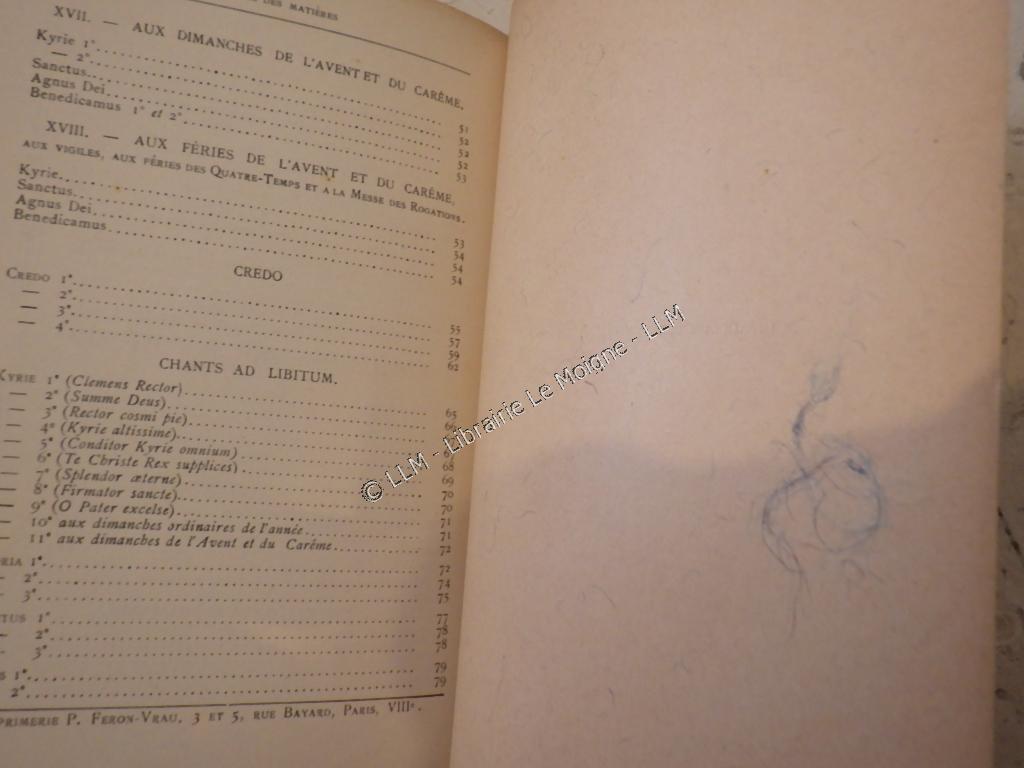 DES MATIÈRES
XVII. — AUX DIMANCHES DE L'AVENT ET DU CARÊME.
Kyrie 1° 51
— 2° 52
Sanctus 52
Agnus Dei 52
Benedicamus 1° et 2° 53
XVIII. — AUX FÉRIES DE L'AVENT ET DU CARÊME,
AUX VIGILES, AUX FÉRIES DES QUATRE-TEMPS ET A LA MESSE DES ROGATIONS.
Kyrie 53
Sanctus 54
Agnus Dei 54
Benedicamus 54
CREDO
CREDO 1° 55
— 2° 57
— 3° 59
— 4° 62
CHANTS AD LIBITUM.
KYRIE 1° (Clemens Rector) 65
— 2° (Summe Deus)
— 3° (Rector cosmi pie)
— 4° (Kyrie altissime)
— 5° (Conditor Kyrie omnium) 68
— 6° (Te Christe Rex supplices) 68
— 7° (Splendor æterne) 69
— 8° (Firmator sancte) 70
— 9° (O Pater excelse) 70
— 10° aux dimanches ordinaires de l'année 71
— 11° aux dimanches de l'Avent et du Carême 71
RIA 1° 72
— 2° 74
— 3° 75
TUS 1° 77
— 2° 78
— 3° 78
S 1° 79
2° 79
PRIMERIE P. FERON-VRAU, 3 ET 5, RUE BAYARD, PARIS, VIIIe.
© LLM - Librairie Le Moigne - LLM